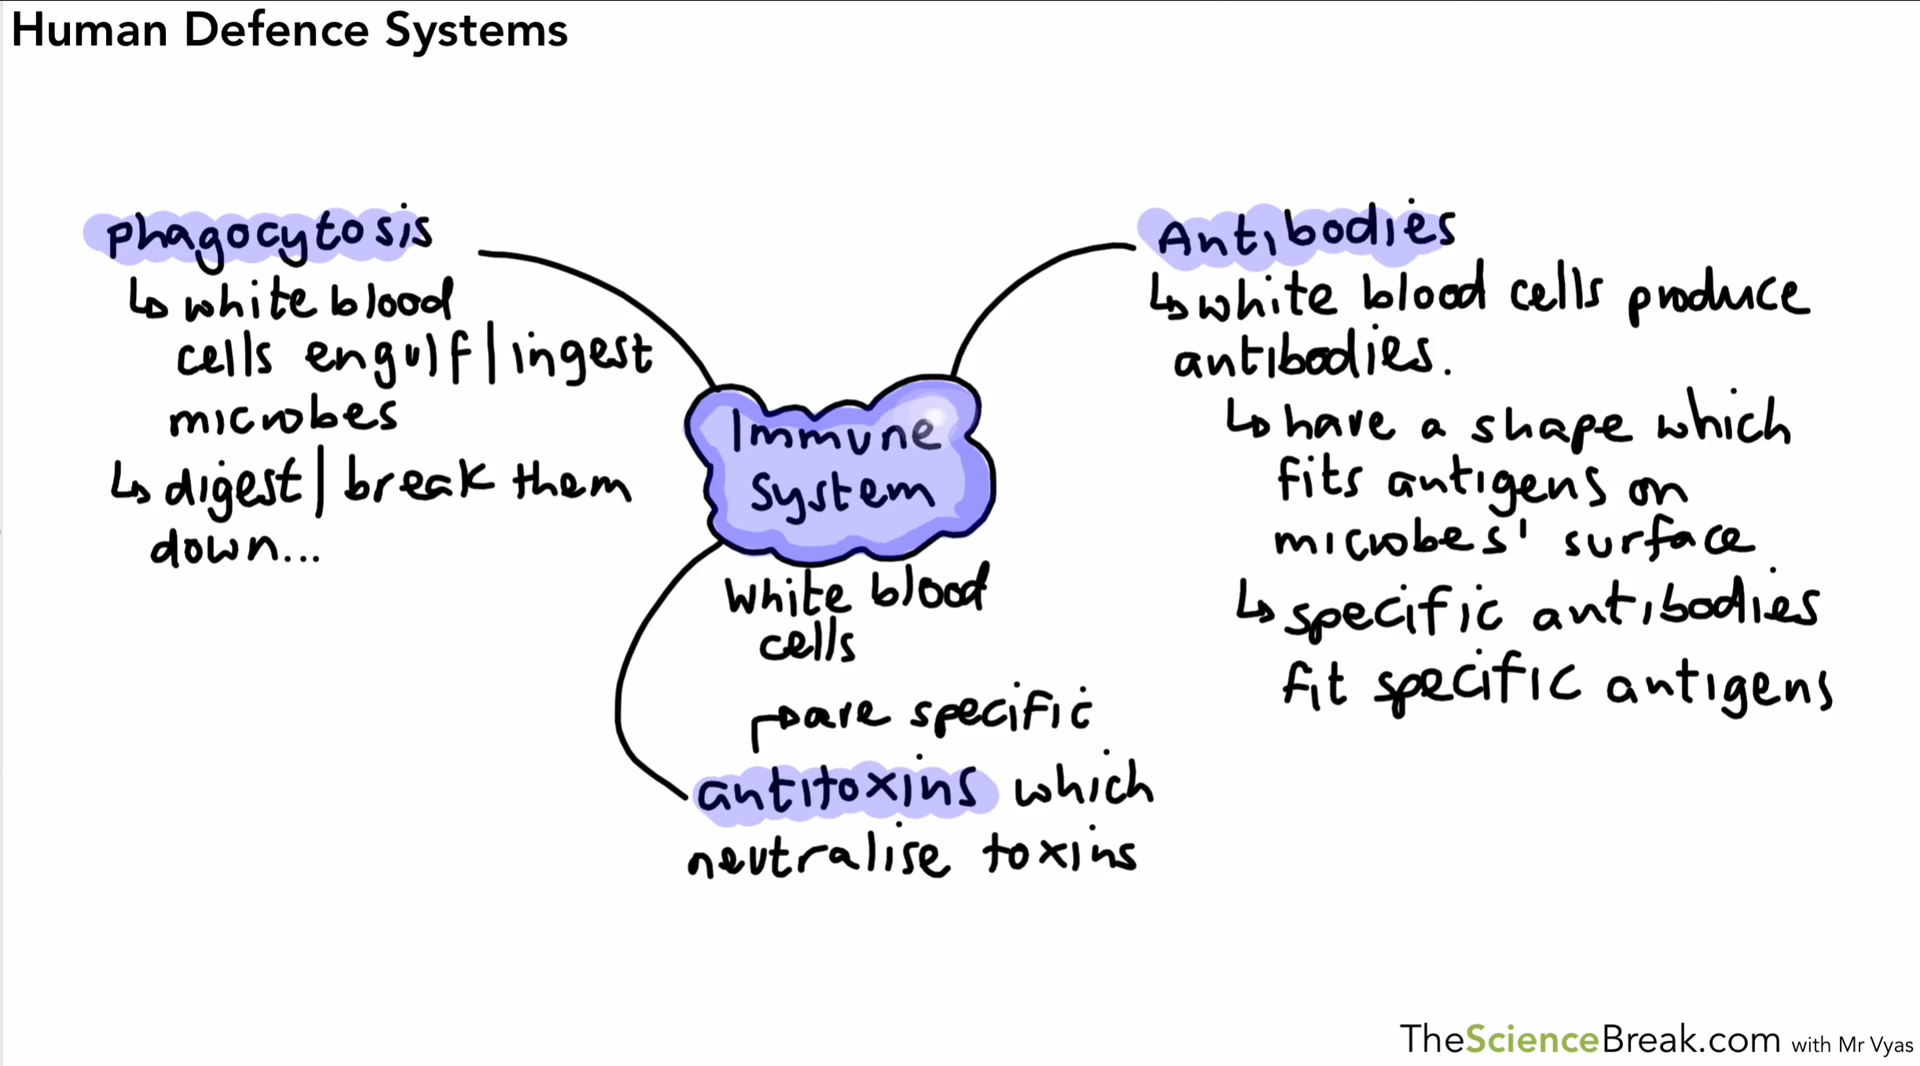 Human Defence Systems
Phagocytosis
↳ white blood
cells engulf/ingest
microbes
↳ digest/break them
down...
Immune
System
White blood
cells
↱ are specific
antitoxins which
neutralise toxins
Antibodies
↳ white blood cells produce
antibodies.
↳ have a shape which
fits antigens on
microbes' surface
↳ specific antibodies
fit specific antigens
TheScienceBreak.com with Mr Vyas